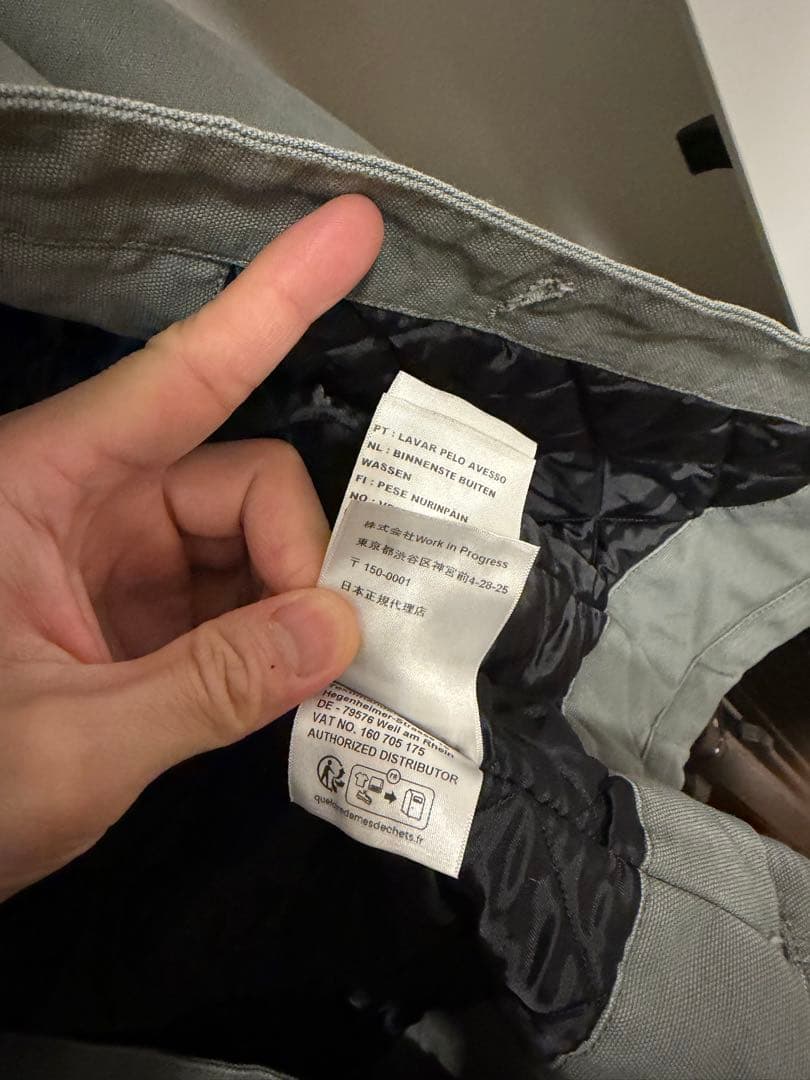 PT : LAVAR PELO AVESSO
NL : BINNENSTE BUITEN
WASSEN
FI : PESE NURINPAIN
NO :
株式会社Work in Progress
東京都渋谷区神宮前4-28-25
〒 150-0001
日本正規代理店
Hegenheimer-Strasse
DE - 79576 Weil am Rhein
VAT NO. 160 705 175
AUTHORIZED DISTRIBUTOR
FR
quefairedemesdechets.fr